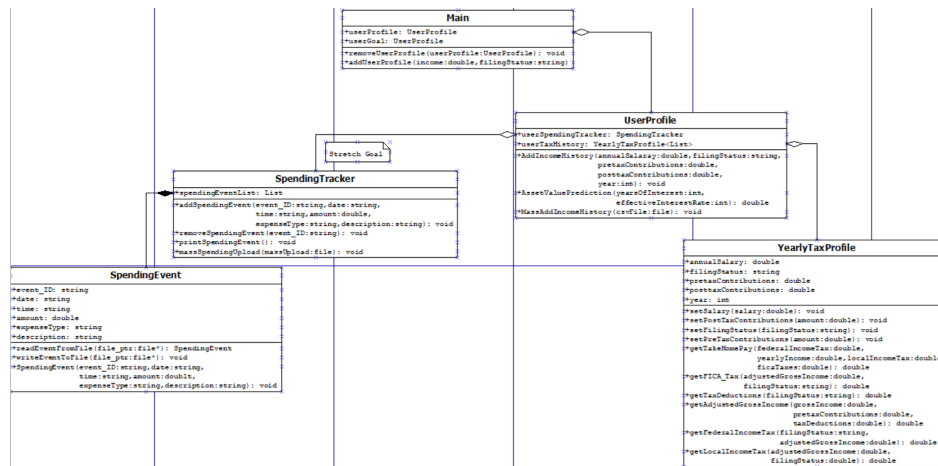 Main
+userProfile: UserProfile
+userGoal: UserProfile
+removeUserProfile(userProfile:UserProfile): void
+addUserProfile(income:double,filingStatus:string)
UserProfile
+userSpendingTracker: SpendingTracker
+userTaxHistory: YearlyTaxProfile<List>
+AddIncomeHistory(annualSalaray:double,filingStatus:string,
pretaxContributions:double,
posttaxContributions:double,
year:int): void
+AssetValuePrediction(yearsOfInterest:int,
effectiveInterestRate:int): double
+MassAddIncomeHistory(csvFile:file): void
Stretch Goal
SpendingTracker
+spendingEventList: List
+addSpendingEvent(event_ID:string,date:string,
time:string,amount:double,
expenseType:string,description:string): void
+removeSpendingEvent(event_ID:string): void
+printSpendingEvent(): void
+massSpendingUpload(massUpload:file): void
SpendingEvent
+event_ID: string
+date: string
+time: string
+amount: double
+expenseType: string
+description: string
+readEventFromFile(file_ptr:file*): SpendingEvent
+writeEventToFile(file_ptr:file*): void
+SpendingEvent(event_ID:string,date:string,
time:string,amount:doublt,
expenseType:string,description:string): void
YearlyTaxProfile
+annualSalary: double
+filingStatus: string
+pretaxContributions: double
+posttaxContributions: double
+year: int
+setSalary(salary:double): void
+setPostTaxContributions(amount:double): void
+setFilingStatus(filingStatus:string): void
+setPreTaxContributions(amount:double): void
+getTakeHomePay(federalIncomeTax:double,
yearlyIncome:double,localIncomeTax:doubl
ficaTaxes:double): double
+getFICA_Tax(adjustedGrossIncome:double,
filingStatus:string): double
+getTaxDeductions(filingStatus:string): double
+getAdjustedGrossIncome(grossIncome:double,
pretaxContributions:double,
taxDeductions:double): double
+getFederalIncomeTax(filingStatus:string,
adjustedGrossIncome:double): double
+getLocalIncomeTax(adjustedGrossIncome:double,
filingStatus:string): double